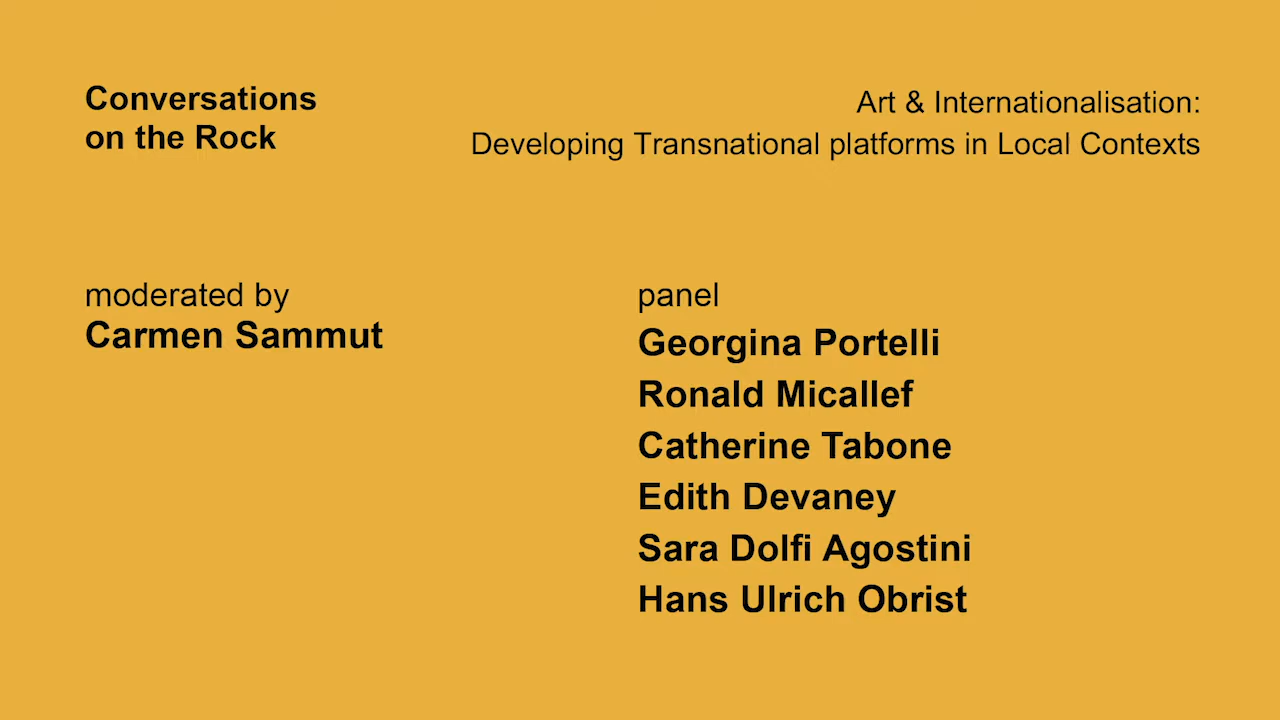 Conversations
on the Rock
Art & Internationalisation:
Developing Transnational platforms in Local Contexts
moderated by
Carmen Sammut
panel
Georgina Portelli
Ronald Micallef
Catherine Tabone
Edith Devaney
Sara Dolfi Agostini
Hans Ulrich Obrist